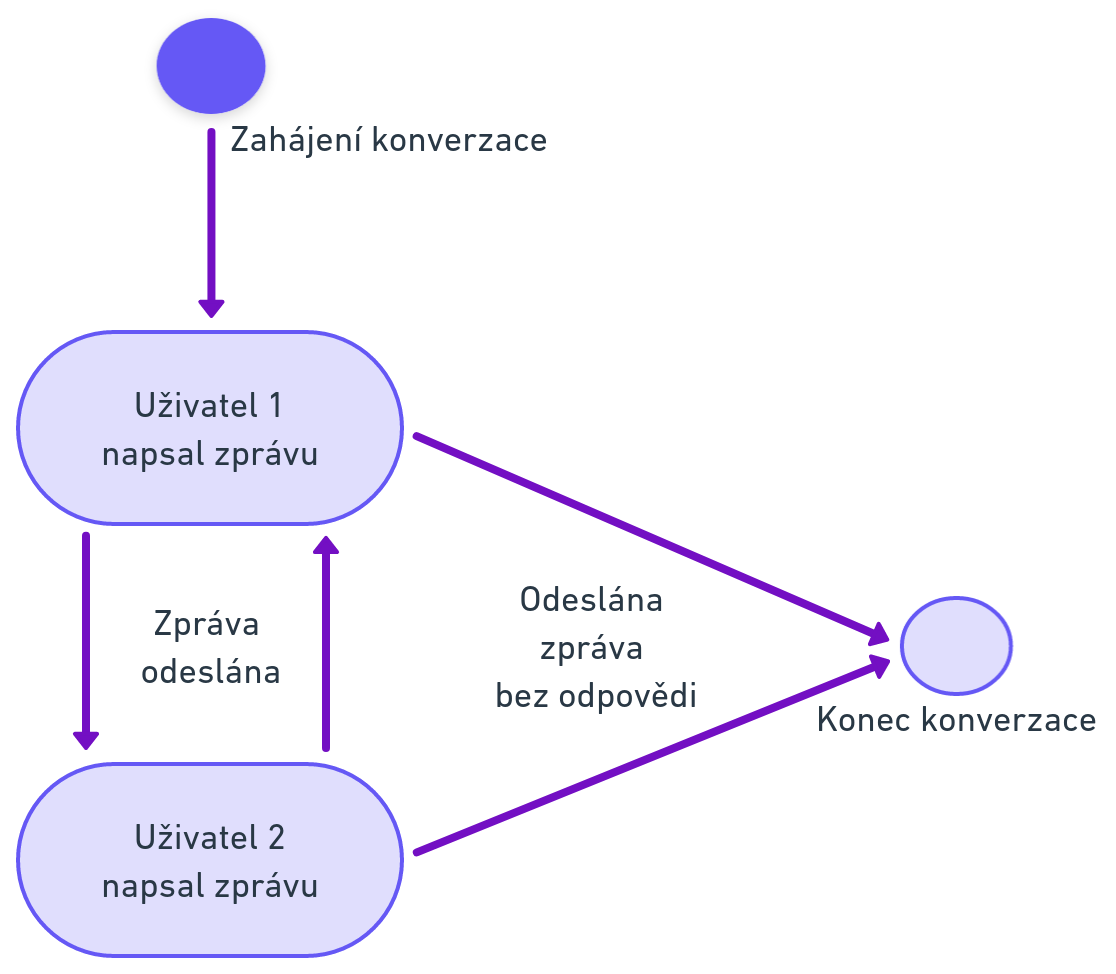 Zahájení konverzace
Uživatel 1
napsal zprávu
Zpráva
odeslána
Odeslána
zpráva
bez odpovědi
Konec konverzace
Uživatel 2
napsal zprávu